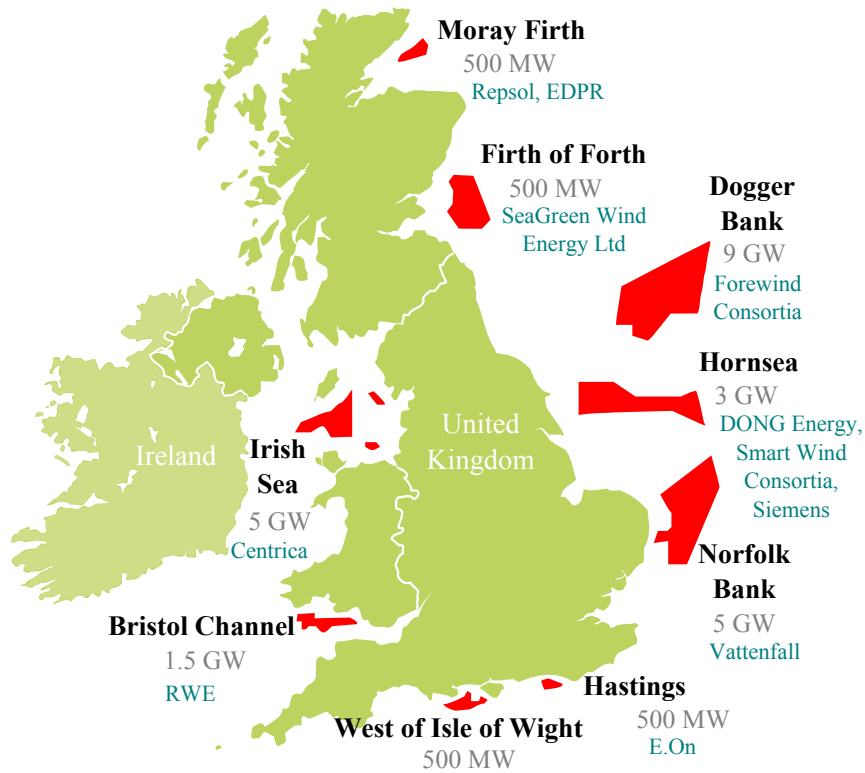 Moray Firth
500 MW
Repsol, EDPR
Firth of Forth
500 MW
SeaGreen Wind
Energy Ltd
Dogger
Bank
9 GW
Forewind
Consortia
Hornsea
3 GW
DONG Energy,
Smart Wind
Consortia,
Siemens
United
Kingdom
Ireland
Irish
Sea
5 GW
Centrica
Norfolk
Bank
5 GW
Vattenfall
Bristol Channel
1.5 GW
RWE
Hastings
500 MW
E.On
West of Isle of Wight
500 MW